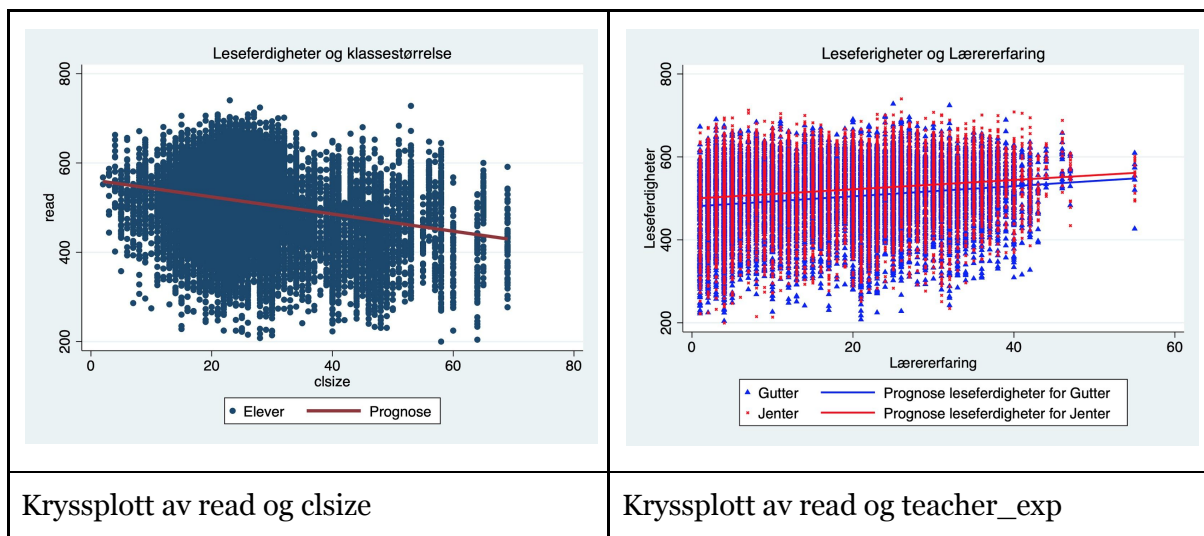 Leseferdigheter og klassestørrelse
800
600
400
200
read
0
20
40
60
80
clsize
Elever
Prognose
Kryssplott av read og clsize
Leseferigheter og Lærererfaring
800
600
400
200
Leseferdigheter
0
20
40
60
Lærererfaring
Gutter
Prognose leseferdigheter for Gutter
Jenter
Prognose leseferdigheter for Jenter
Kryssplott av read og teacher_exp